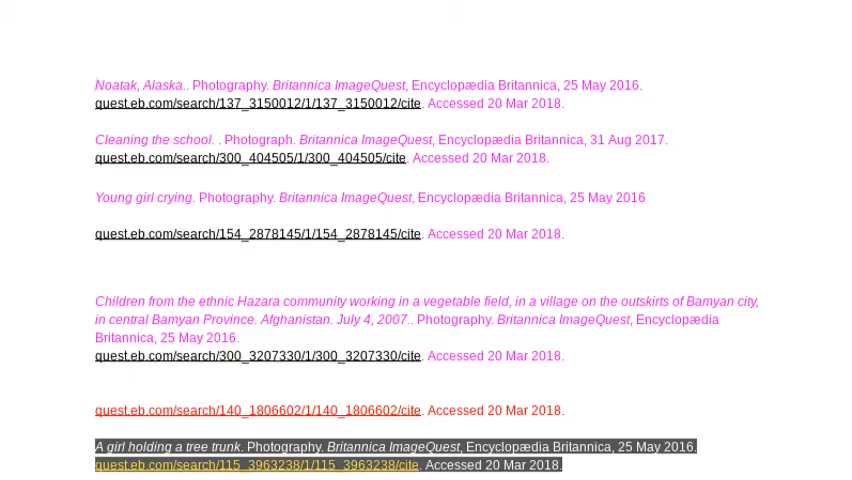 Noatak, Alaska.. Photography. Britannica ImageQuest, Encyclopædia Britannica, 25 May 2016.
quest.eb.com/search/137_3150012/1/137_3150012/cite. Accessed 20 Mar 2018.
Cleaning the school. . Photograph. Britannica ImageQuest, Encyclopædia Britannica, 31 Aug 2017.
quest.eb.com/search/300_404505/1/300_404505/cite. Accessed 20 Mar 2018.
Young girl crying. Photography. Britannica ImageQuest, Encyclopædia Britannica, 25 May 2016
quest.eb.com/search/154_2878145/1/154_2878145/cite. Accessed 20 Mar 2018.
Children from the ethnic Hazara community working in a vegetable field, in a village on the outskirts of Bamyan city,
in central Bamyan Province. Afghanistan. July 4, 2007.. Photography. Britannica ImageQuest, Encyclopædia
Britannica, 25 May 2016.
quest.eb.com/search/300_3207330/1/300_3207330/cite. Accessed 20 Mar 2018.
quest.eb.com/search/140_1806602/1/140_1806602/cite. Accessed 20 Mar 2018.
A girl holding a tree trunk. Photography. Britannica ImageQuest, Encyclopædia Britannica, 25 May 2016.
quest.eb.com/search/115_3963238/1/115_3963238/cite. Accessed 20 Mar 2018.